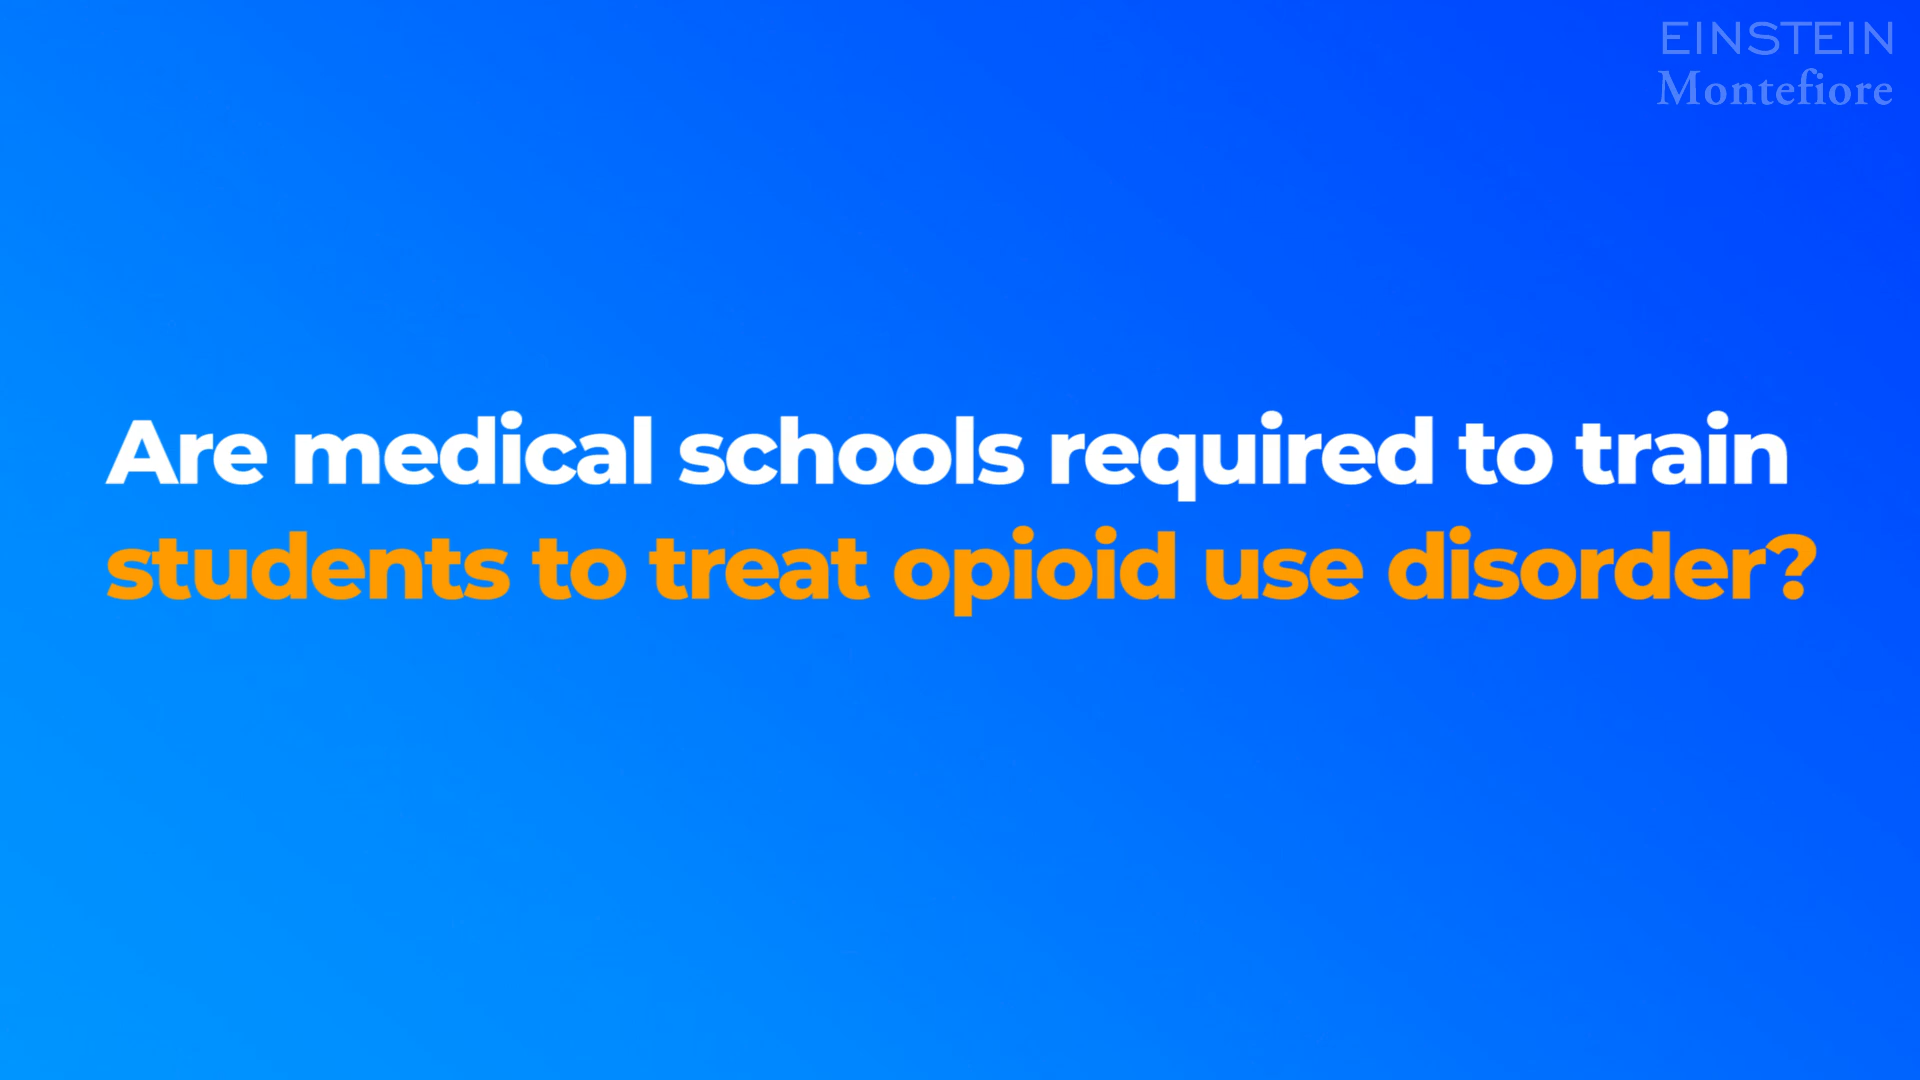 EINSTEIN
Montefiore
Are medical schools required to train
students to treat opioid use disorder?